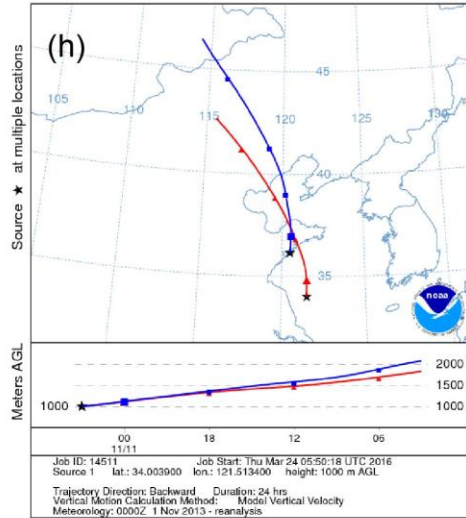 (h)
Source ★ at multiple locations
105
110
115
120
125
130
45
40
35
noaa
Meters AGL
2000
1500
1000
1000
00
18
12
06
11/11
Job ID: 14511 Job Start: Thu Mar 24 05:50:18 UTC 2016
Source 1 lat.: 34.003900 lon.: 121.513400 height: 1000 m AGL
Trajectory Direction: Backward Duration: 24 hrs
Vertical Motion Calculation Method: Model Vertical Velocity
Meteorology: 0000Z 1 Nov 2013 - reanalysis